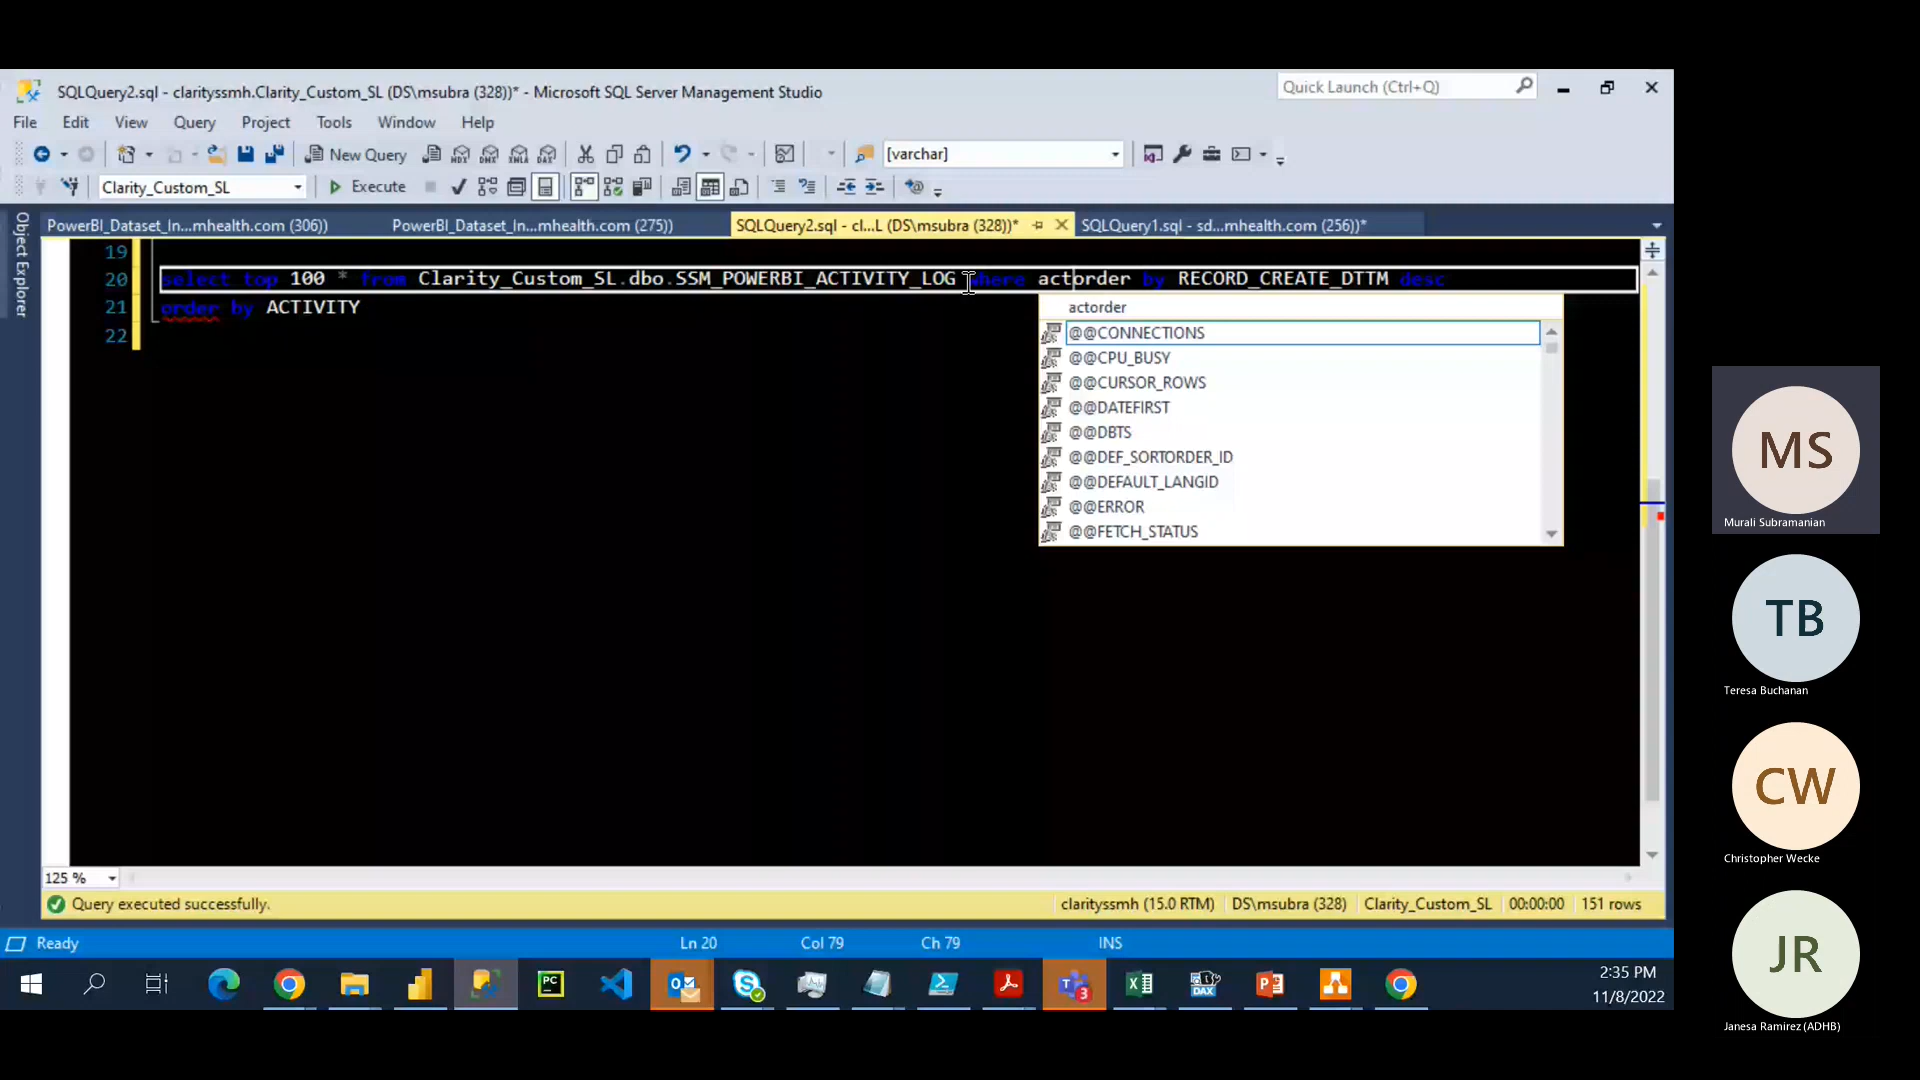 SQLQuery2.sql - clarityssmh.Clarity_Custom_SL (DS\msubra (328))* - Microsoft SQL Server Management Studio
Quick Launch (Ctrl+Q)
File Edit View Query Project Tools Window Help
New Query
[varchar]
Clarity_Custom_SL
Execute
PowerBI_Dataset_In...mhealth.com (306))
PowerBI_Dataset_In...mhealth.com (275))
SQLQuery2.sql - cl...L (DS\msubra (328))*
SQLQuery1.sql - sd...mhealth.com (256))*
Object Explorer
19
20 select top 100 * from Clarity_Custom_SL.dbo.SSM_POWERBI_ACTIVITY_LOG where actorder by RECORD_CREATE_DTTM desc
21 order by ACTIVITY
22
actorder
@@CONNECTIONS
@@CPU_BUSY
@@CURSOR_ROWS
@@DATEFIRST
@@DBTS
@@DEF_SORTORDER_ID
@@DEFAULT_LANGID
@@ERROR
@@FETCH_STATUS
125 %
Query executed successfully.
clarityssmh (15.0 RTM) DS\msubra (328) Clarity_Custom_SL 00:00:00 151 rows
Ready Ln 20 Col 79 Ch 79 INS
2:35 PM
11/8/2022
MS
Murali Subramanian
TB
Teresa Buchanan
CW
Christopher Wecke
JR
Janesa Ramirez (ADHB)